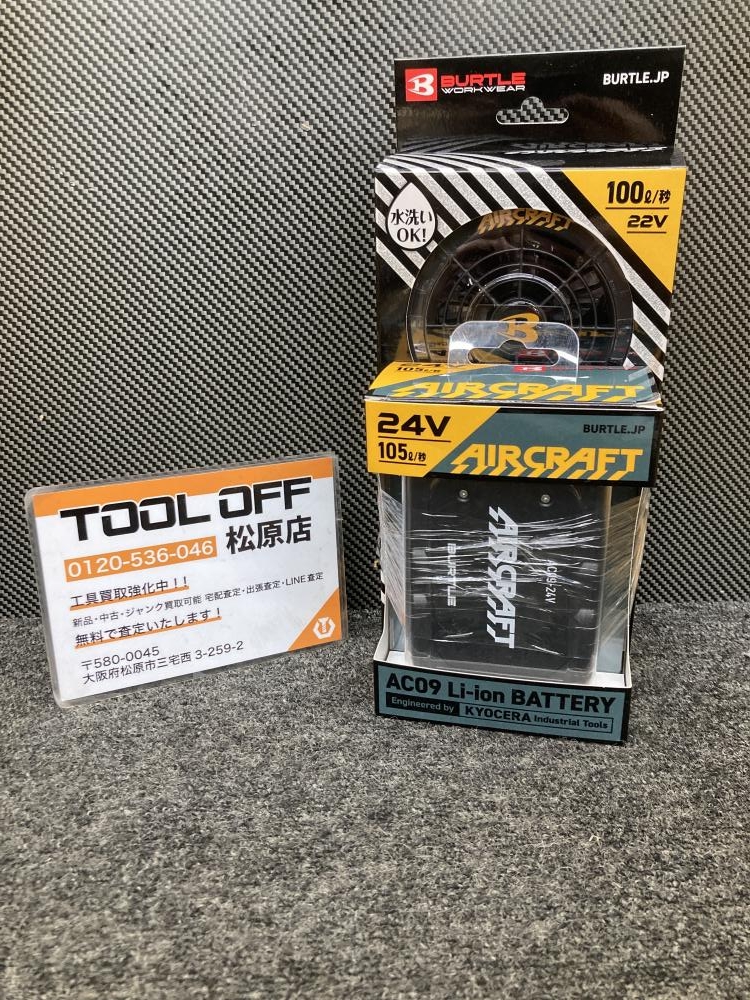 BURTLE
WORKWEAR
BURTLE.JP
水洗い
OK!
100ℓ/秒
22V
AIRCRAFT
B
105ℓ/秒
AIRCRAFT
24V
105ℓ/秒
BURTLE.JP
AIRCRAFT
AIRCRAFT
BURTLE
AC09 24V
AC09 Li-ion BATTERY
Engineered by KYOCERA Industrial Tools
TOOL OFF
0120-536-046 松原店
工具買取強化中!!
新品・中古・ジャンク買取可能 宅配査定・出張査定・LINE査定
無料で査定いたします!
〒580-0045
大阪府松原市三宅西 3-259-2